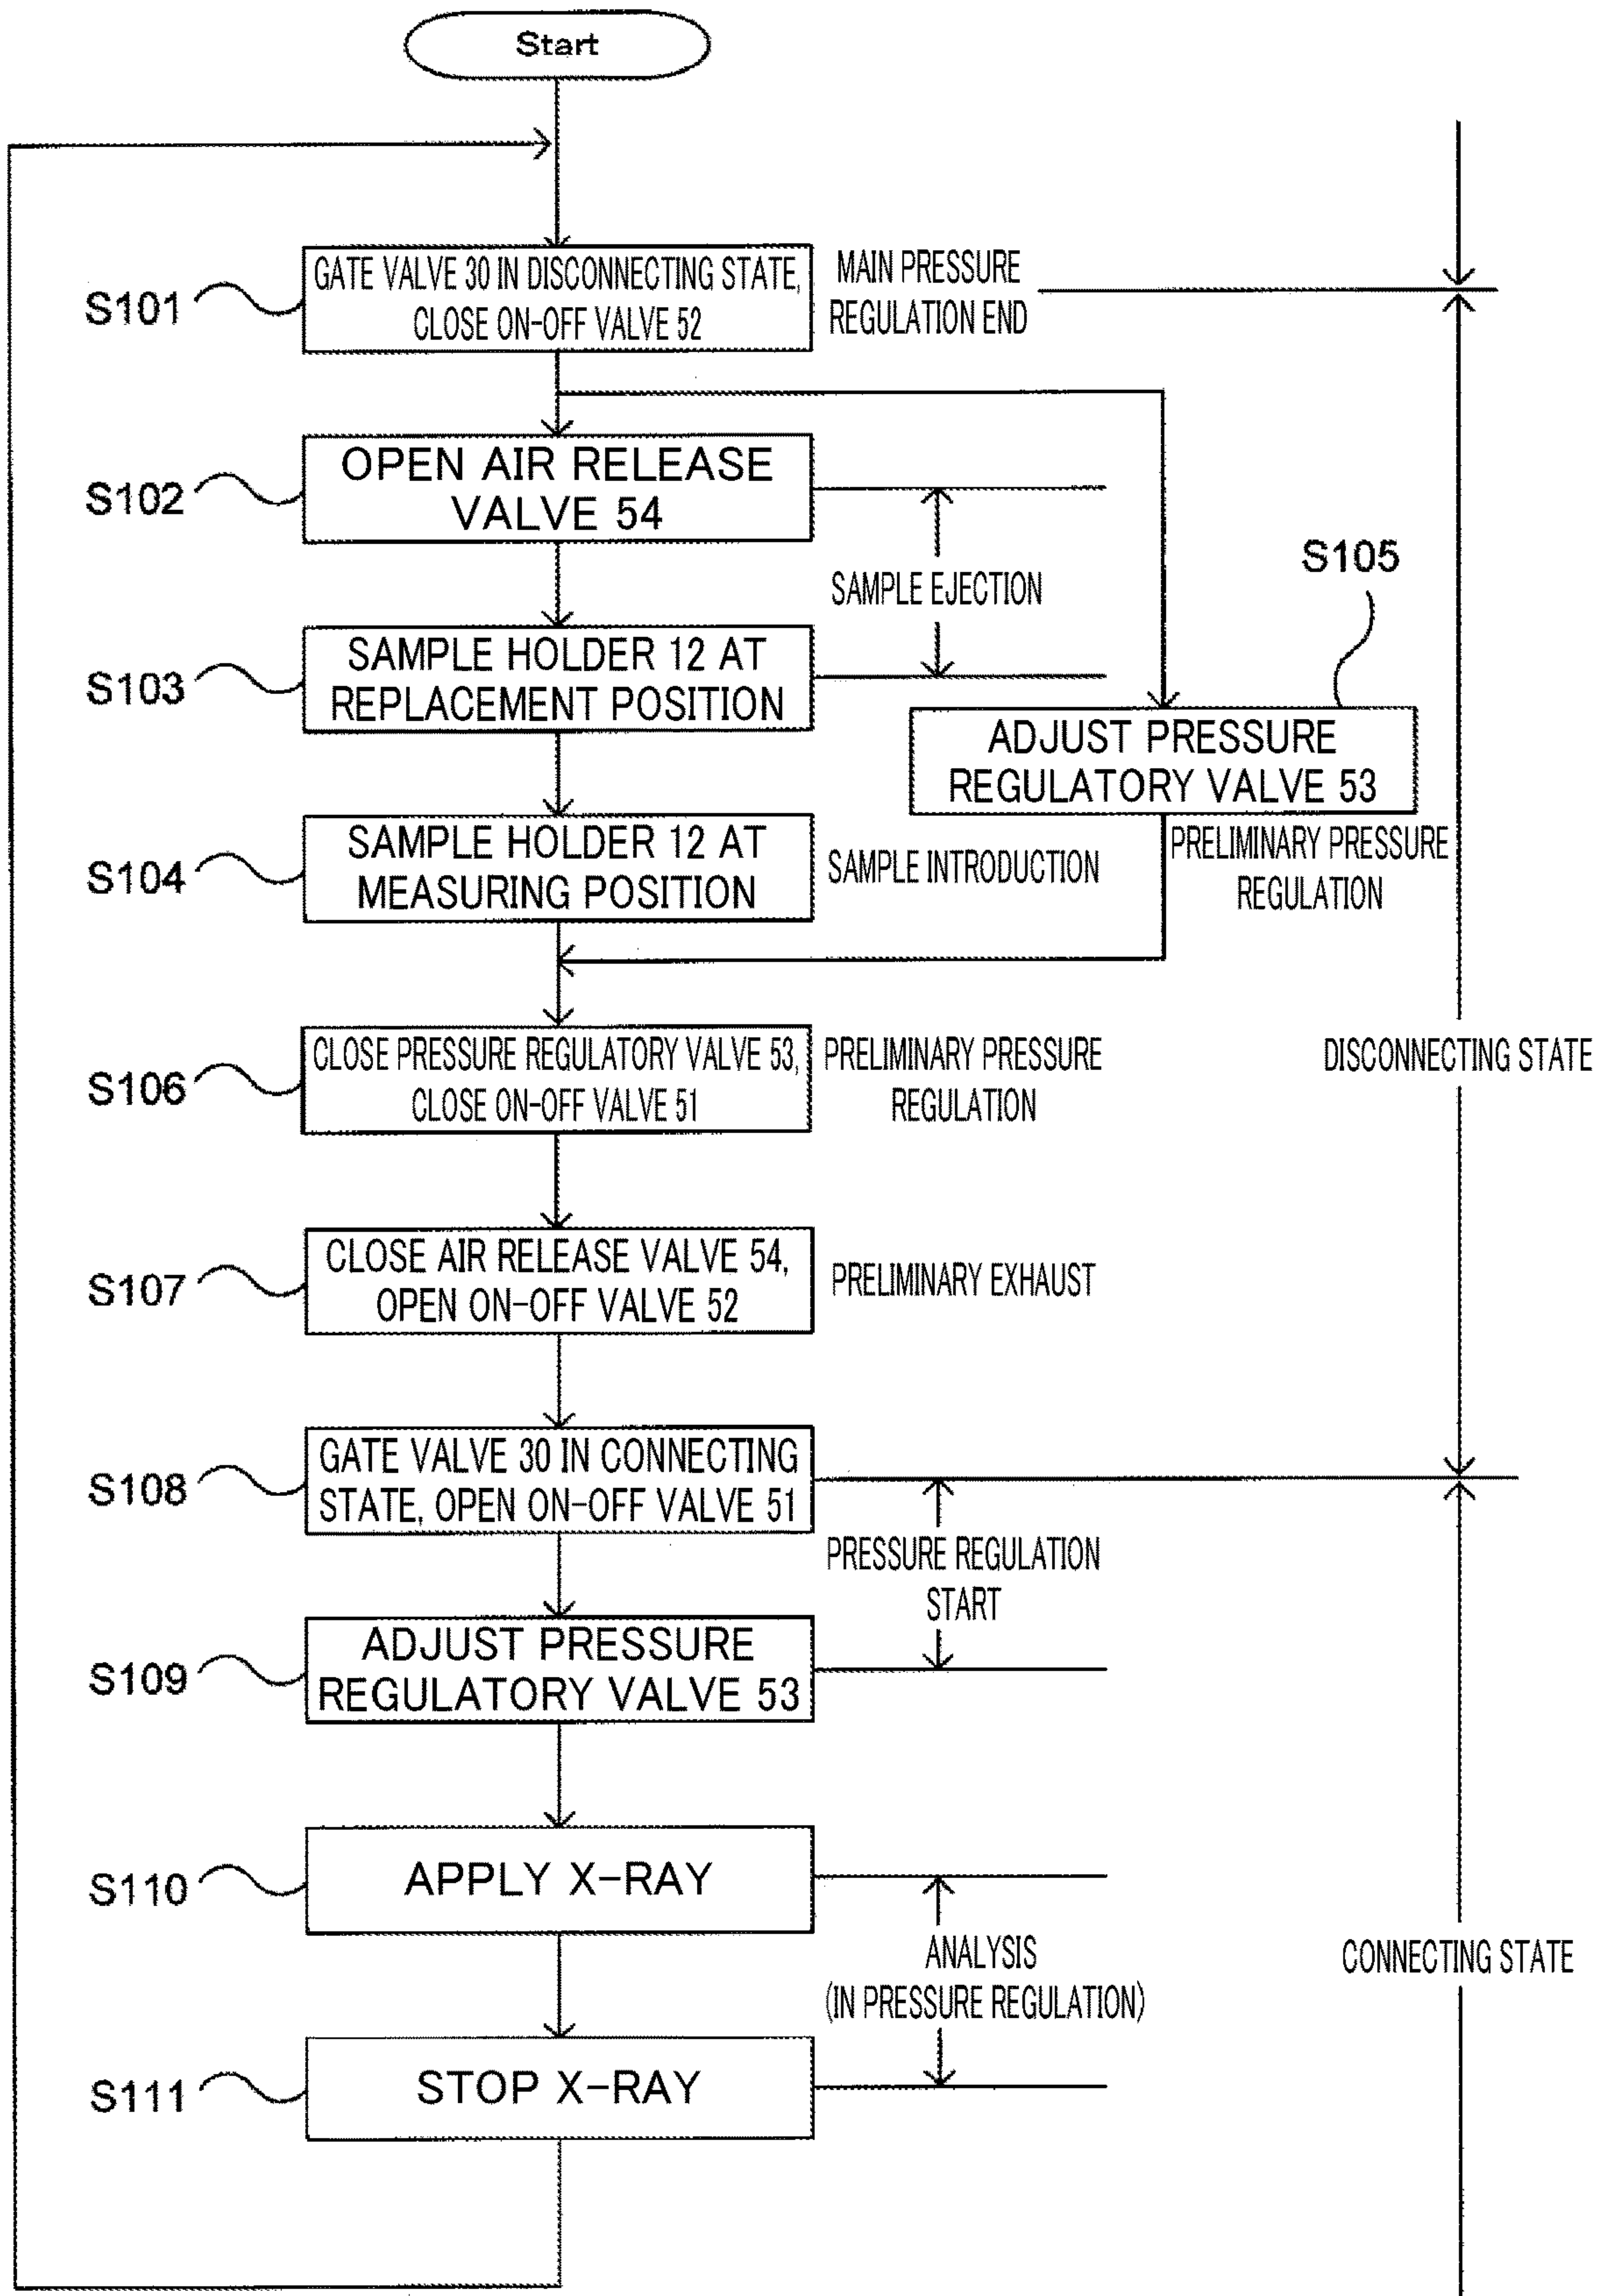 Start
S101
GATE VALVE 30 IN DISCONNECTING STATE,
CLOSE ON-OFF VALVE 52
MAIN PRESSURE
REGULATION END
S102
OPEN AIR RELEASE
VALVE 54
SAMPLE EJECTION
S103
SAMPLE HOLDER 12 AT
REPLACEMENT POSITION
S105
ADJUST PRESSURE
REGULATORY VALVE 53
PRELIMINARY PRESSURE
REGULATION
S104
SAMPLE HOLDER 12 AT
MEASURING POSITION
SAMPLE INTRODUCTION
S106
CLOSE PRESSURE REGULATORY VALVE 53,
CLOSE ON-OFF VALVE 51
PRELIMINARY PRESSURE
REGULATION
DISCONNECTING STATE
S107
CLOSE AIR RELEASE VALVE 54,
OPEN ON-OFF VALVE 52
PRELIMINARY EXHAUST
S108
GATE VALVE 30 IN CONNECTING
STATE, OPEN ON-OFF VALVE 51
PRESSURE REGULATION
START
S109
ADJUST PRESSURE
REGULATORY VALVE 53
S110
APPLY X-RAY
ANALYSIS
(IN PRESSURE REGULATION)
CONNECTING STATE
S111
STOP X-RAY